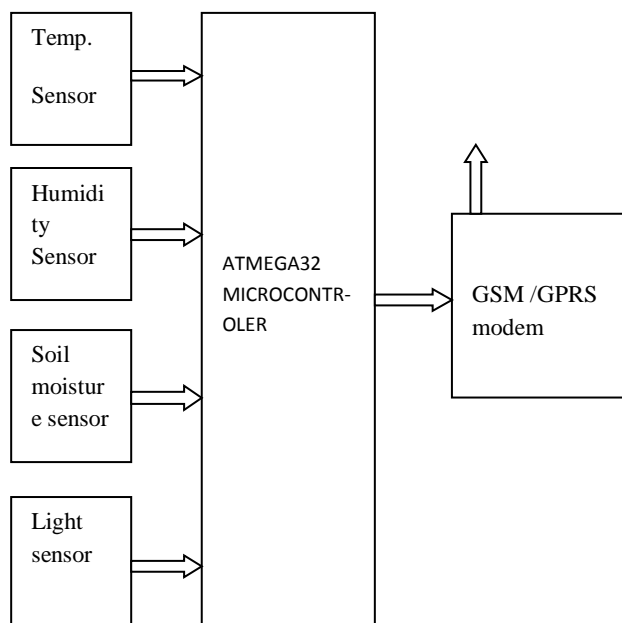 Temp.
Sensor
Humidi
ty
Sensor
Soil
moistur
e sensor
Light
sensor
ATMEGA32
MICROCONTR-
OLER
GSM /GPRS
modem